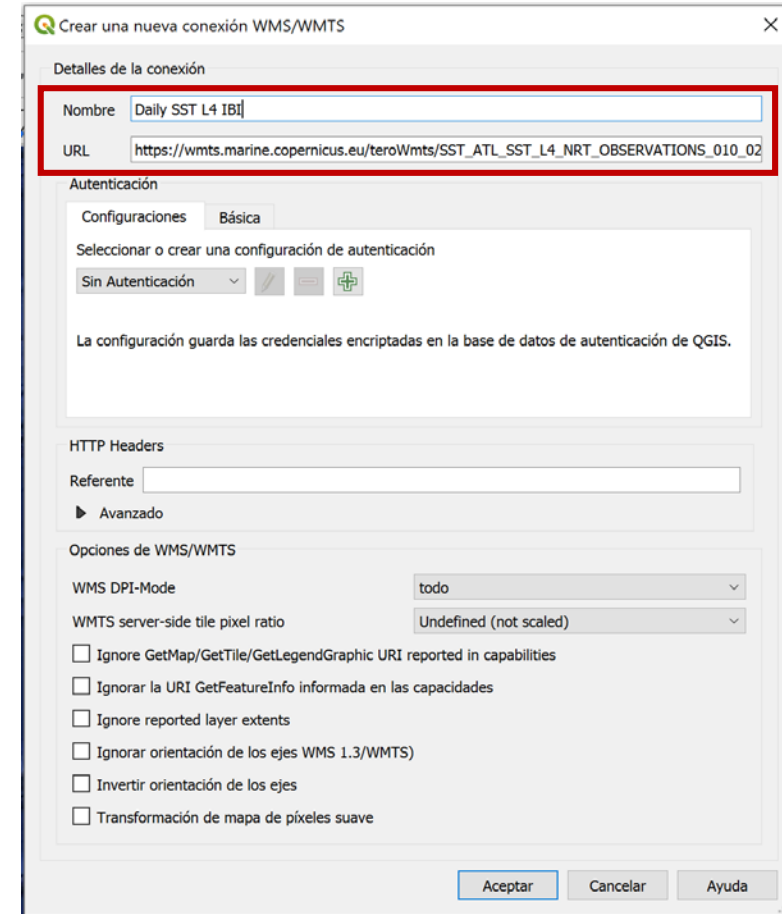 Crear una nueva conexión WMS/WMTS
Detalles de la conexión
Nombre Daily SST L4 IBI
URL https://wmts.marine.copernicus.eu/teroWmts/SST_ATL_SST_L4_NRT_OBSERVATIONS_010_02
Autenticación
Configuraciones Básica
Seleccionar o crear una configuración de autenticación
Sin Autenticación
La configuración guarda las credenciales encriptadas en la base de datos de autenticación de QGIS.
HTTP Headers
Referente
Avanzado
Opciones de WMS/WMTS
WMS DPI-Mode todo
WMTS server-side tile pixel ratio Undefined (not scaled)
Ignore GetMap/GetTile/GetLegendGraphic URI reported in capabilities
Ignorar la URI GetFeatureInfo informada en las capacidades
Ignore reported layer extents
Ignorar orientación de los ejes WMS 1.3/WMTS)
Invertir orientación de los ejes
Transformación de mapa de píxeles suave
Aceptar Cancelar Ayuda